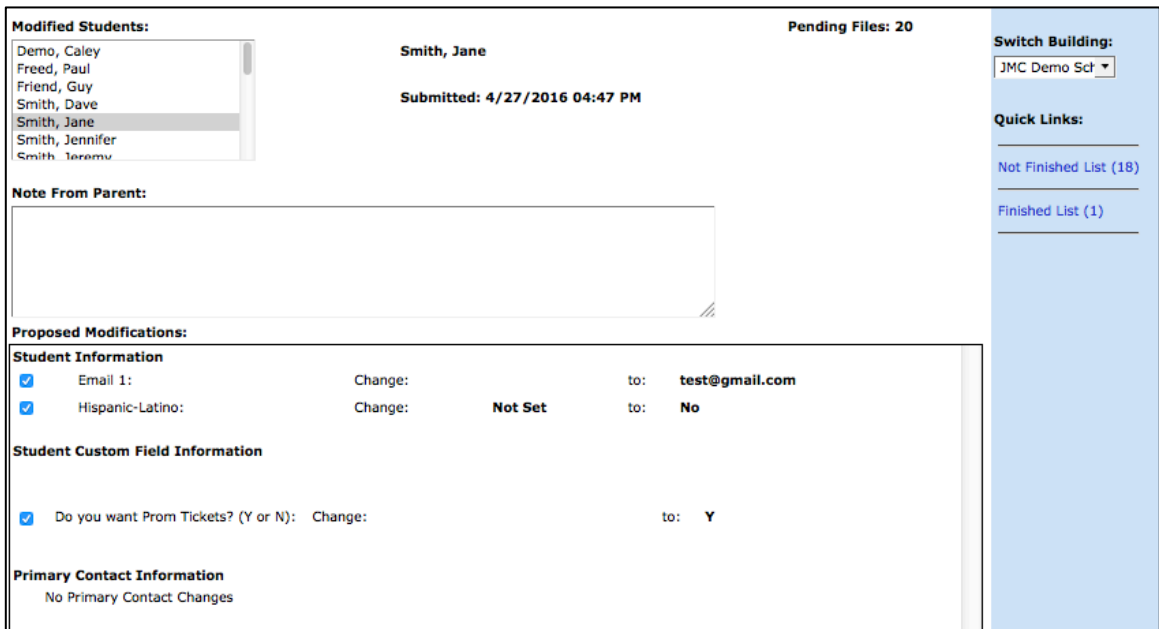 Modified Students:
Pending Files: 20
Demo, Caley
Freed, Paul
Friend, Guy
Smith, Dave
Smith, Jane
Smith, Jennifer
Smith, Jeremy
Smith, Jane
Submitted: 4/27/2016 04:47 PM
Switch Building:
JMC Demo Sch
Quick Links:
Not Finished List (18)
Finished List (1)
Note From Parent:
Proposed Modifications:
Student Information
Email 1: Change: to: test@gmail.com
Hispanic-Latino: Change: Not Set to: No
Student Custom Field Information
Do you want Prom Tickets? (Y or N): Change: to: Y
Primary Contact Information
No Primary Contact Changes